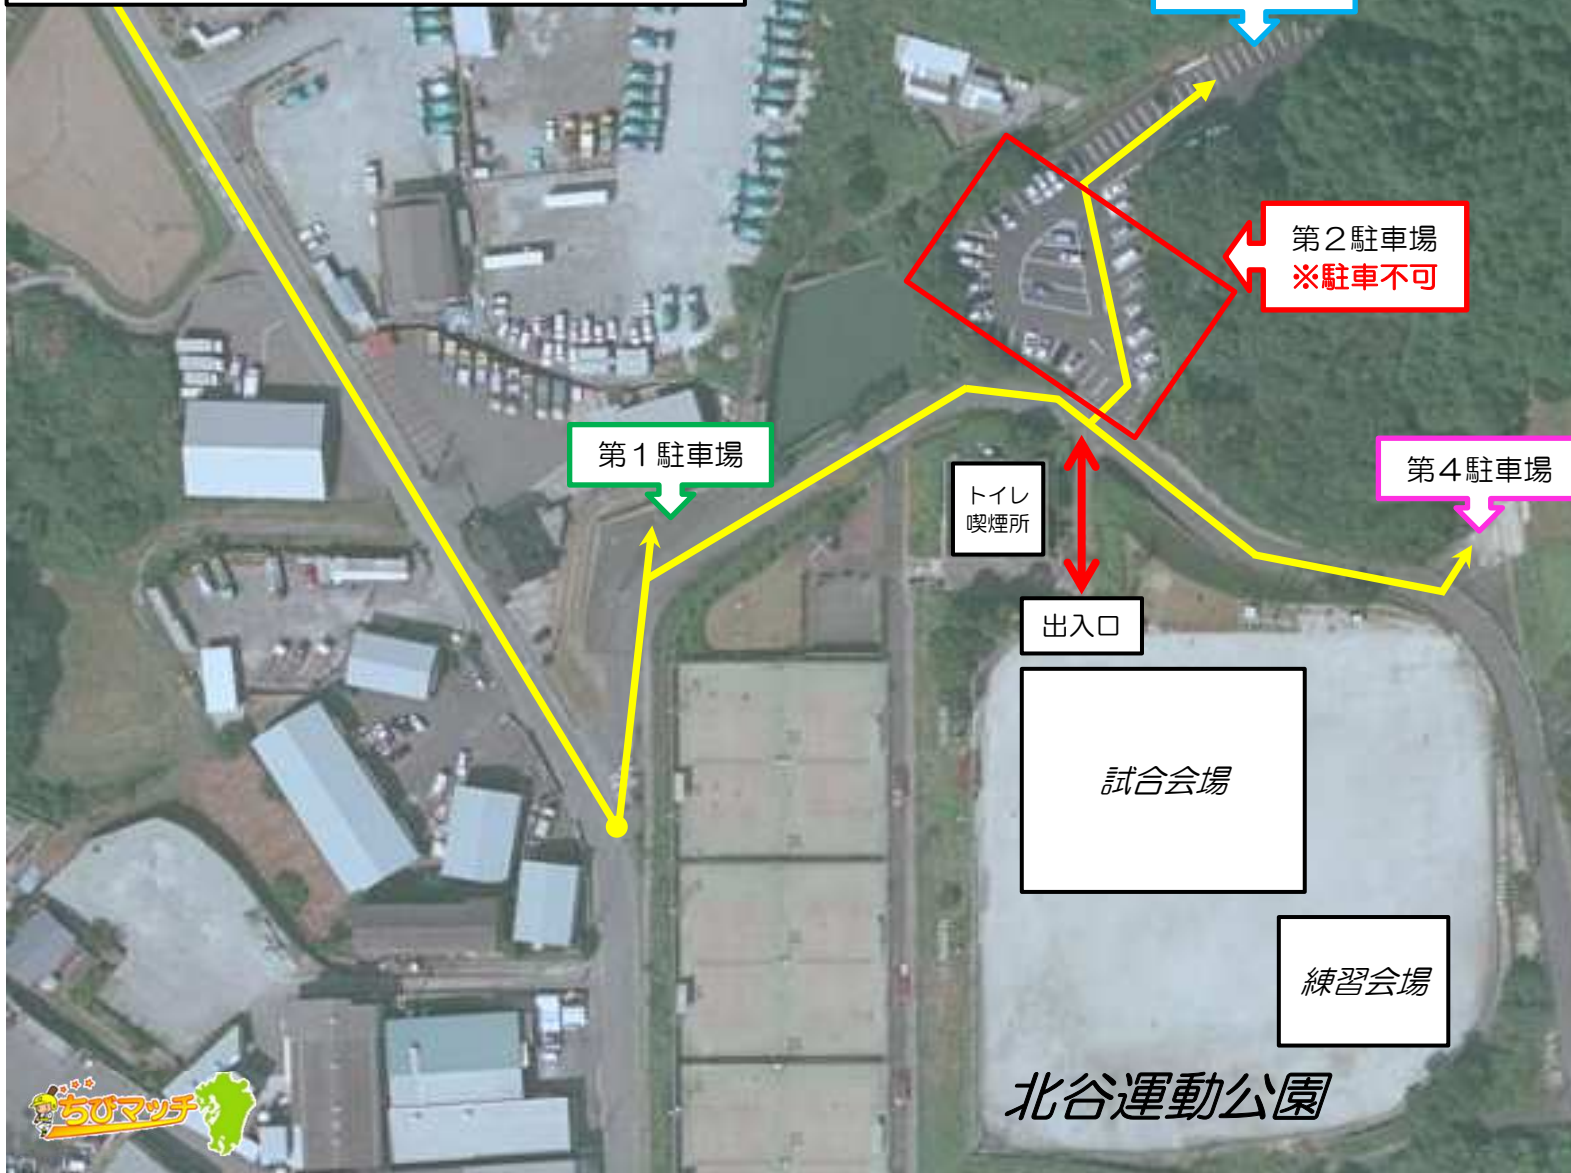 第２駐車場
※駐車不可
第１駐車場
第４駐車場
トイレ
喫煙所
出入口
試合会場
練習会場
北谷運動公園
ちびマッチ